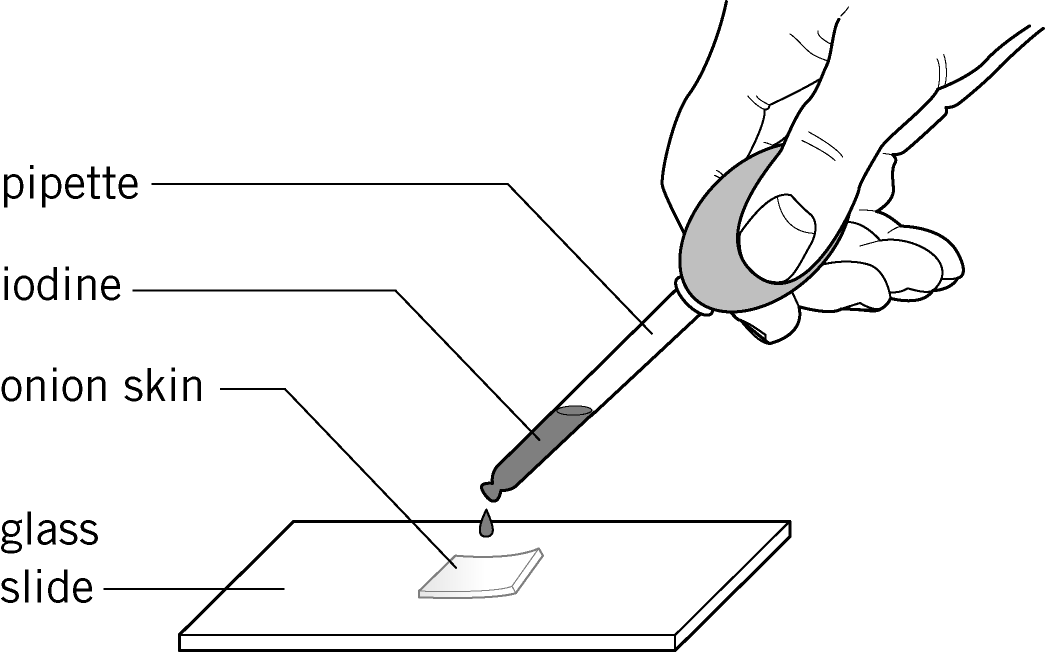 pipette
iodine
onion skin
glass
slide